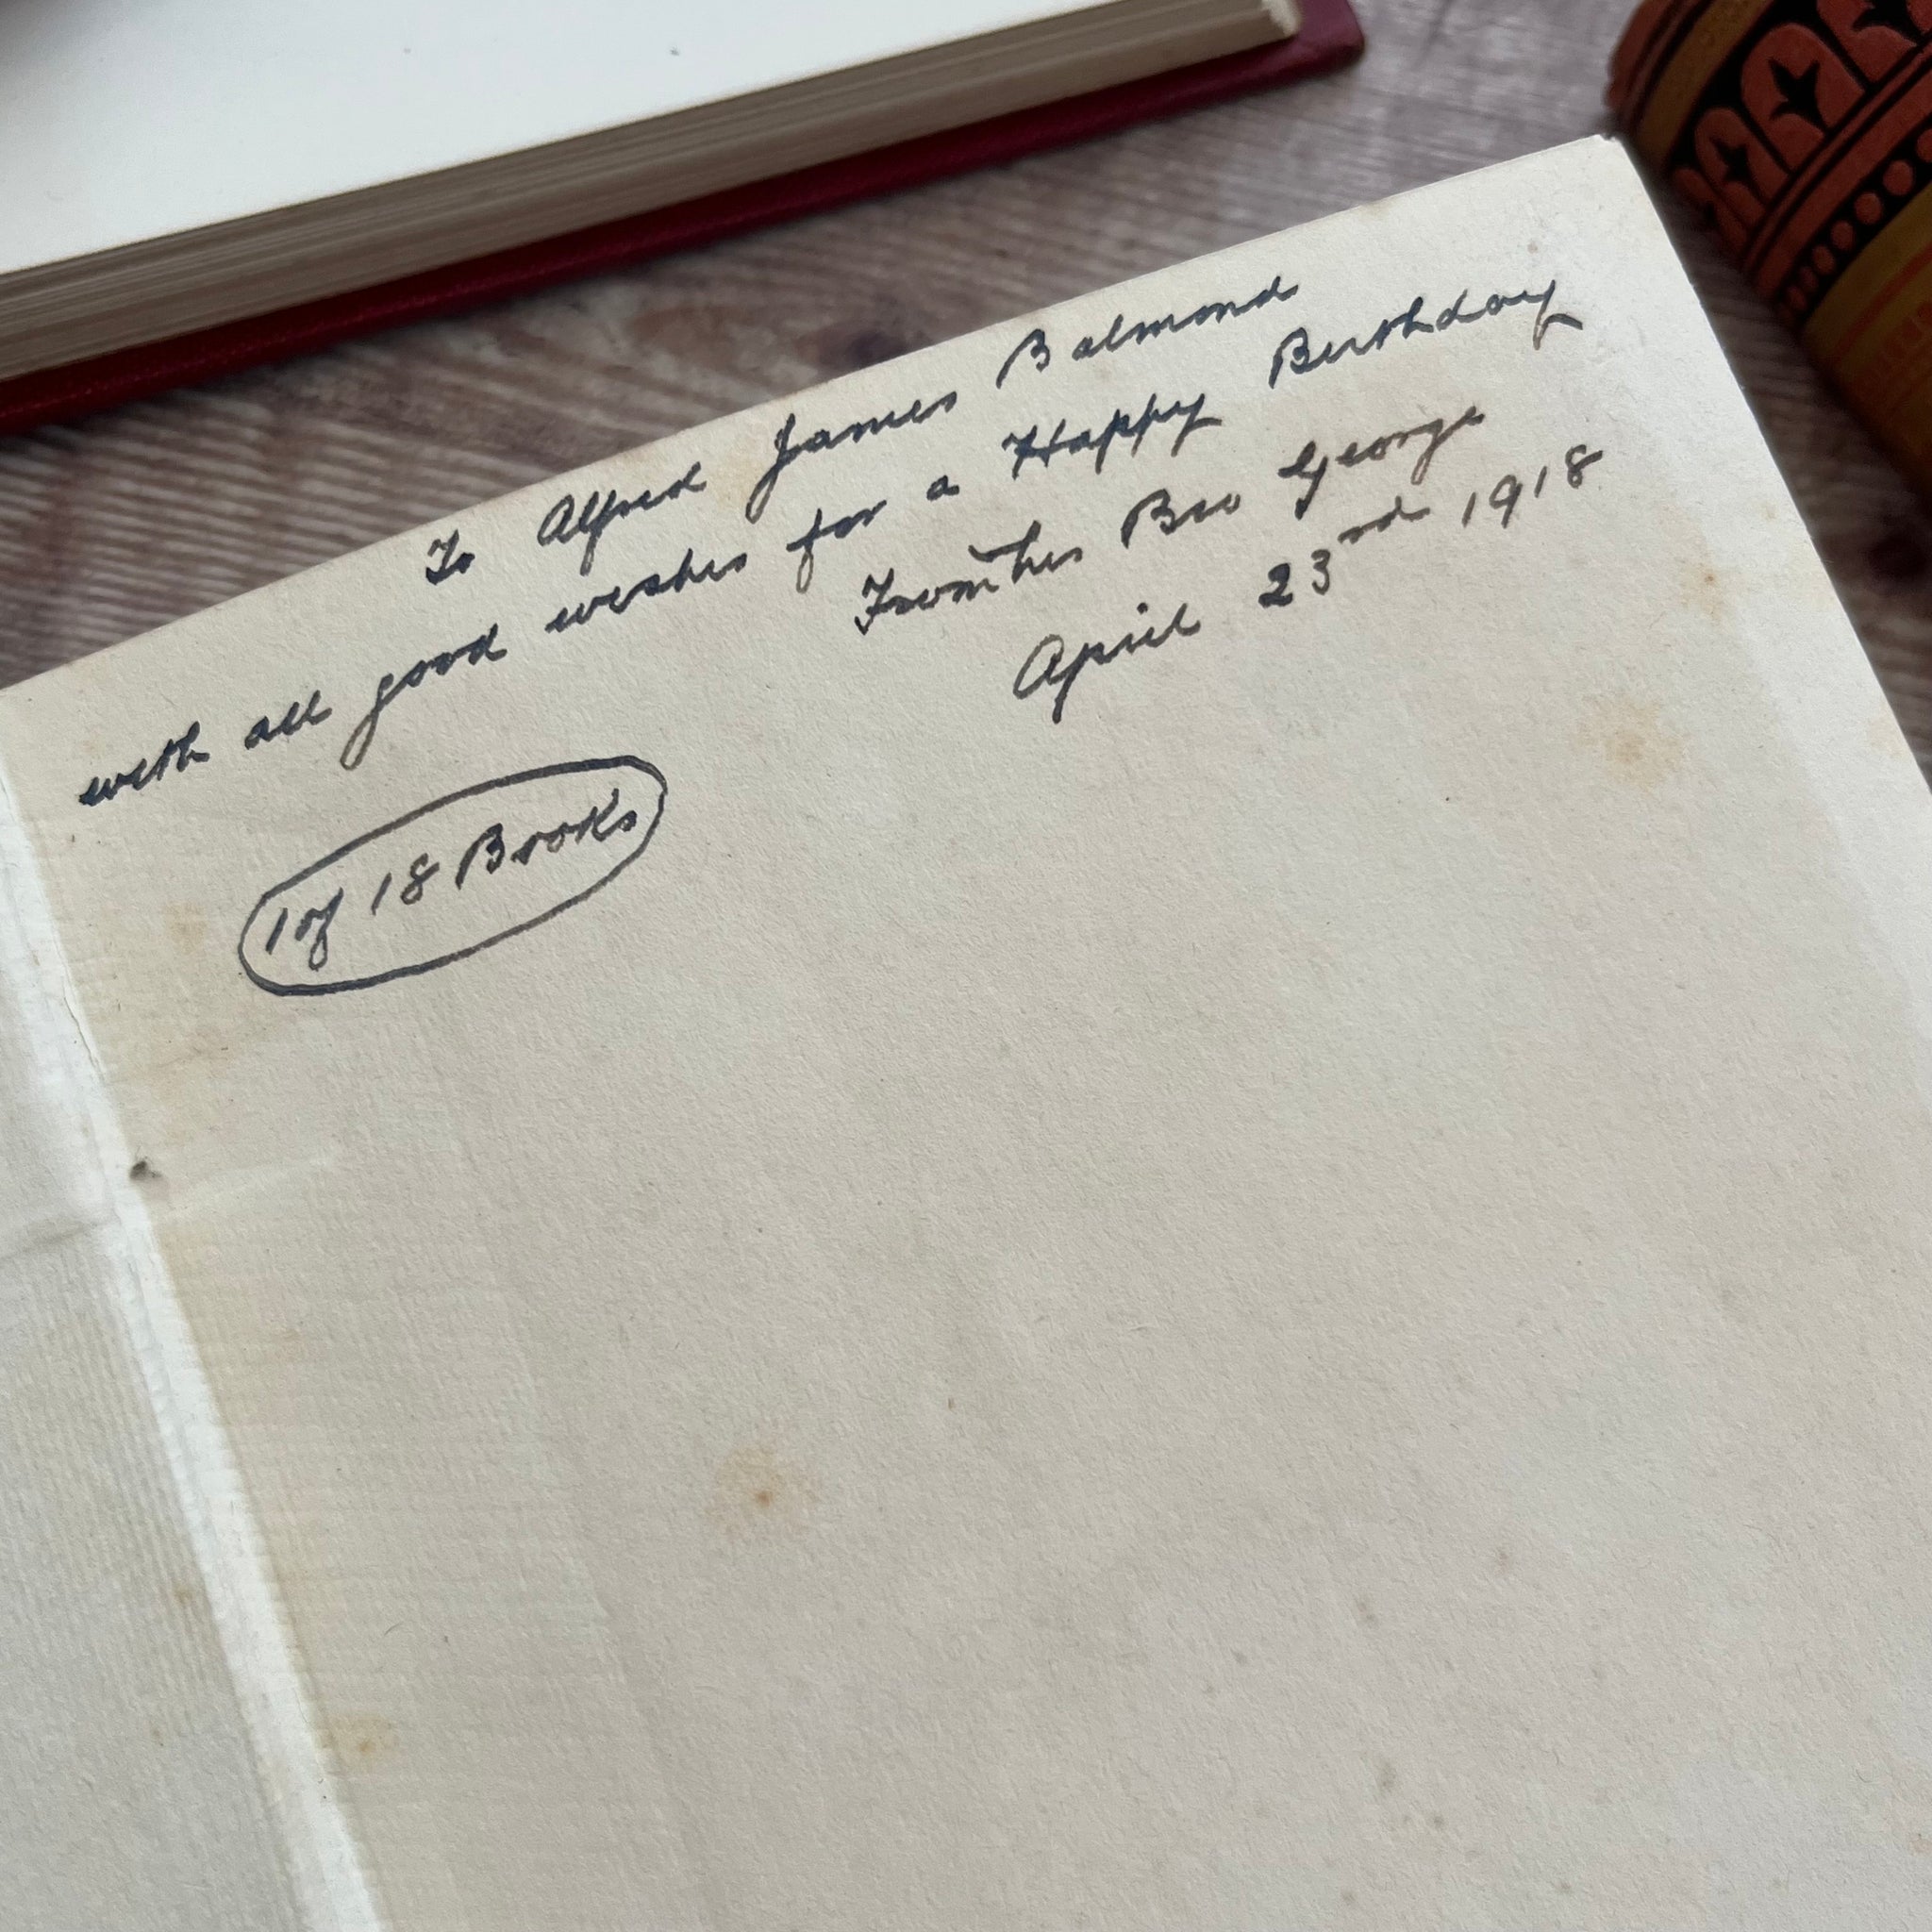 To Alfred James Balmond
with all good wishes for a Happy Birthday
From his Bro George
April 23rd 1918
1 of 18 Books